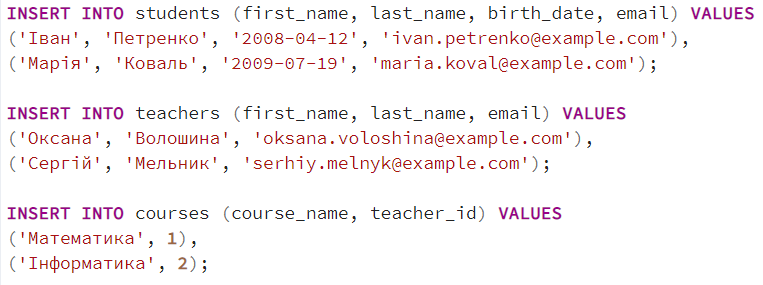 INSERT INTO students (first_name, last_name, birth_date, email) VALUES
('Іван', 'Петренко', '2008-04-12', 'ivan.petrenko@example.com'),
('Марія', 'Коваль', '2009-07-19', 'maria.koval@example.com');
INSERT INTO teachers (first_name, last_name, email) VALUES
('Оксана', 'Волошина', 'oksana.voloshina@example.com'),
('Сергій', 'Мельник', 'serhiy.melnyk@example.com');
INSERT INTO courses (course_name, teacher_id) VALUES
('Математика', 1),
('Інформатика', 2);